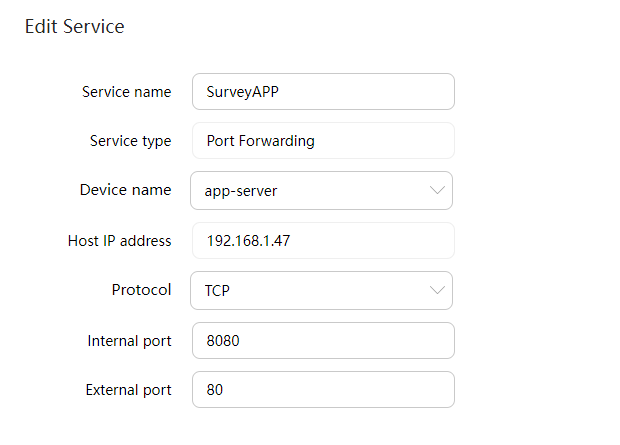 Edit Service
Service name SurveyAPP
Service type Port Forwarding
Device name app-server
Host IP address 192.168.1.47
Protocol TCP
Internal port 8080
External port 80